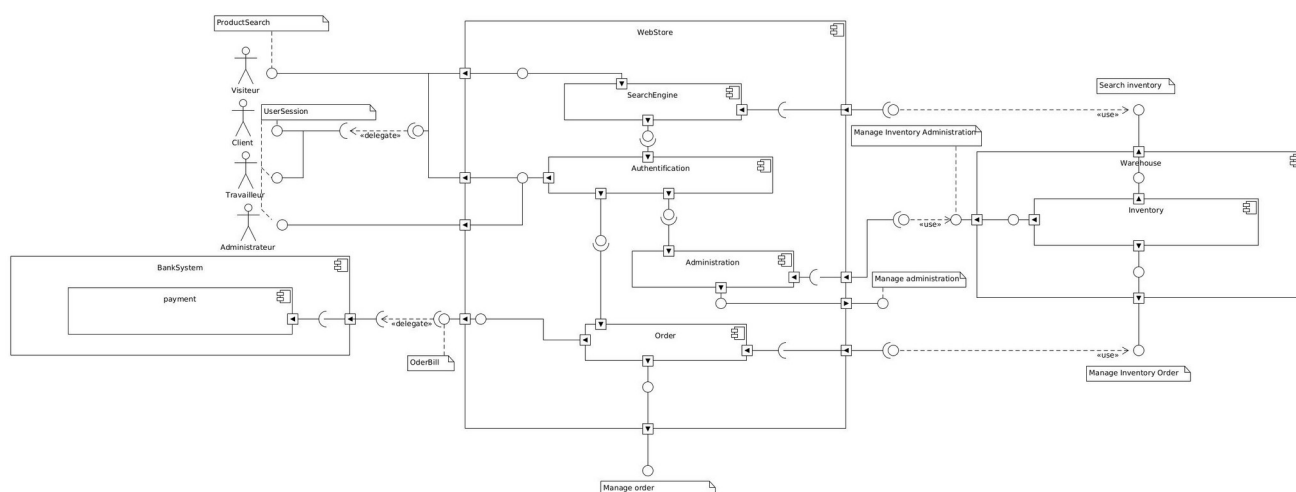 ProductSearch
WebStore
Visiteur
SearchEngine
Search inventory
UserSession
Client
«delegate»
«use»
Manage Inventory Administration
Travailleur
Authentification
Warehouse
Inventory
Administrateur
«use»
BankSystem
Administration
Manage administration
payment
«delegate»
Order
«use»
OderBill
Manage Inventory Order
Manage order